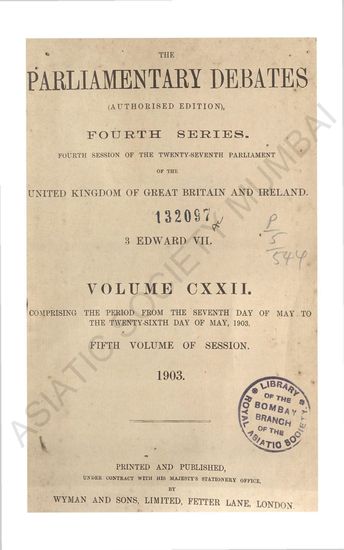 THE
PARLIAMENTARY DEBATES
(AUTHORISED EDITION),
FOURTH SERIES.
FOURTH SESSION OF THE TWENTY-SEVENTH PARLIAMENT
OF THE
UNITED KINGDOM OF GREAT BRITAIN AND IRELAND.
132097
3 EDWARD VII.
P
5
544
VOLUME CXXII.
COMPRISING THE PERIOD FROM THE SEVENTH DAY OF MAY TO
THE TWENTY-SIXTH DAY OF MAY, 1903.
FIFTH VOLUME OF SESSION.
1903.
LIBRARY
OF THE
BOMBAY
BRANCH
OF THE
ROYAL ASIATIC SOCIETY
PRINTED AND PUBLISHED,
UNDER CONTRACT WITH HIS MAJESTY'S STATIONERY OFFICE,
BY
WYMAN AND SONS, LIMITED, FETTER LANE, LONDON.
ASIATIC SOCIETY MUMBAI